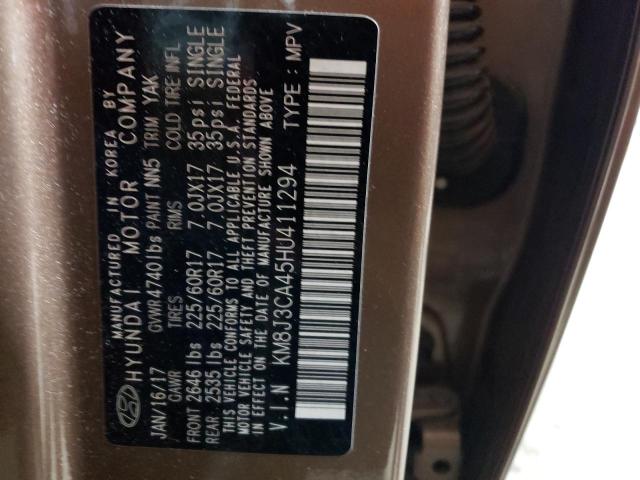 MANUFACTURED IN KOREA BY
HYUNDAI MOTOR COMPANY
JAN/16/17 GVWR 4740lbs PAINT NN5 TRIM YAK
GAWR TIRES RIMS COLD TIRE INFL
FRONT 2646 lbs 225/60R17 7.0JX17 35psi SINGLE
REAR 2535 lbs 225/60R17 7.0JX17 35psi SINGLE
THIS VEHICLE CONFORMS TO ALL APPLICABLE U.S.A. FEDERAL
MOTOR VEHICLE SAFETY AND THEFT PREVENTION STANDARDS
IN EFFECT ON THE DATE OF MANUFACTURE SHOWN ABOVE
V.I.N KM8J3CA45HU411294 TYPE : MPV